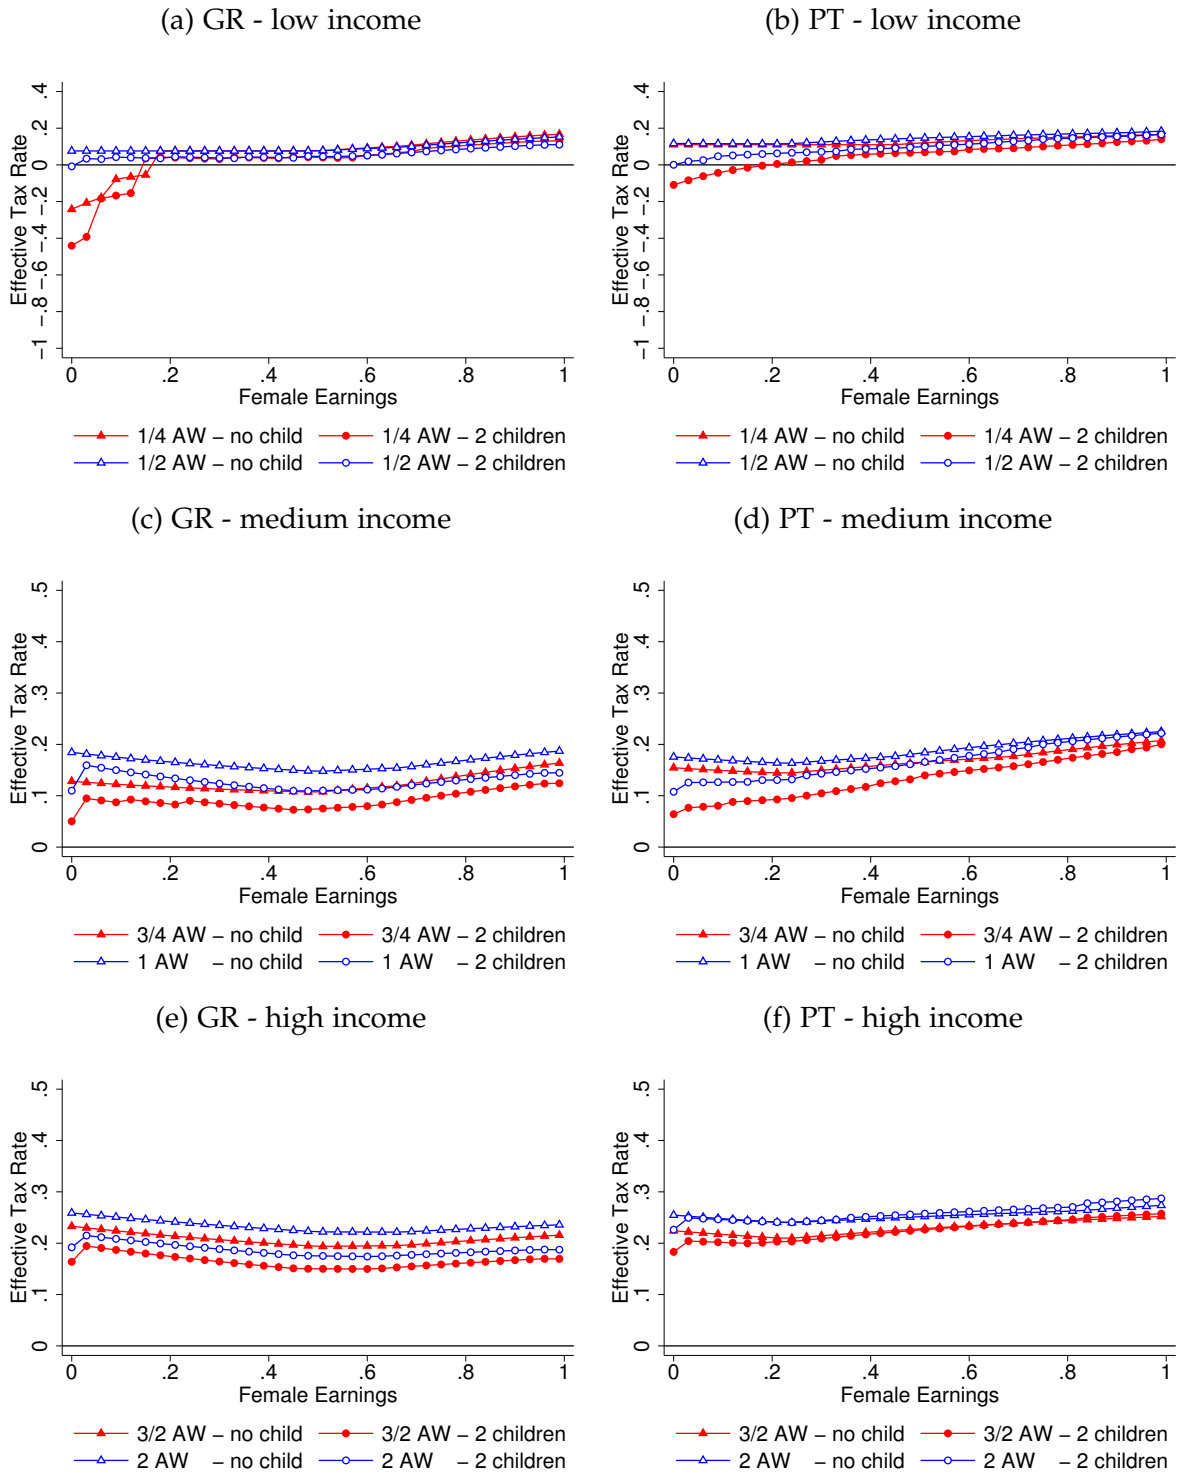 (a) GR - low income
(b) PT - low income
Effective Tax Rate
−1 −.8 −.6 −.4 −.2 0 .2 .4
0 .2 .4 .6 .8 1
Female Earnings
1/4 AW − no child 1/4 AW − 2 children
1/2 AW − no child 1/2 AW − 2 children
Effective Tax Rate
−1 −.8 −.6 −.4 −.2 0 .2 .4
0 .2 .4 .6 .8 1
Female Earnings
1/4 AW − no child 1/4 AW − 2 children
1/2 AW − no child 1/2 AW − 2 children
(c) GR - medium income
(d) PT - medium income
Effective Tax Rate
0 .1 .2 .3 .4 .5
0 .2 .4 .6 .8 1
Female Earnings
3/4 AW − no child 3/4 AW − 2 children
1 AW − no child 1 AW − 2 children
Effective Tax Rate
0 .1 .2 .3 .4 .5
0 .2 .4 .6 .8 1
Female Earnings
3/4 AW − no child 3/4 AW − 2 children
1 AW − no child 1 AW − 2 children
(e) GR - high income
(f) PT - high income
Effective Tax Rate
0 .1 .2 .3 .4 .5
0 .2 .4 .6 .8 1
Female Earnings
3/2 AW − no child 3/2 AW − 2 children
2 AW − no child 2 AW − 2 children
Effective Tax Rate
0 .1 .2 .3 .4 .5
0 .2 .4 .6 .8 1
Female Earnings
3/2 AW − no child 3/2 AW − 2 children
2 AW − no child 2 AW − 2 children